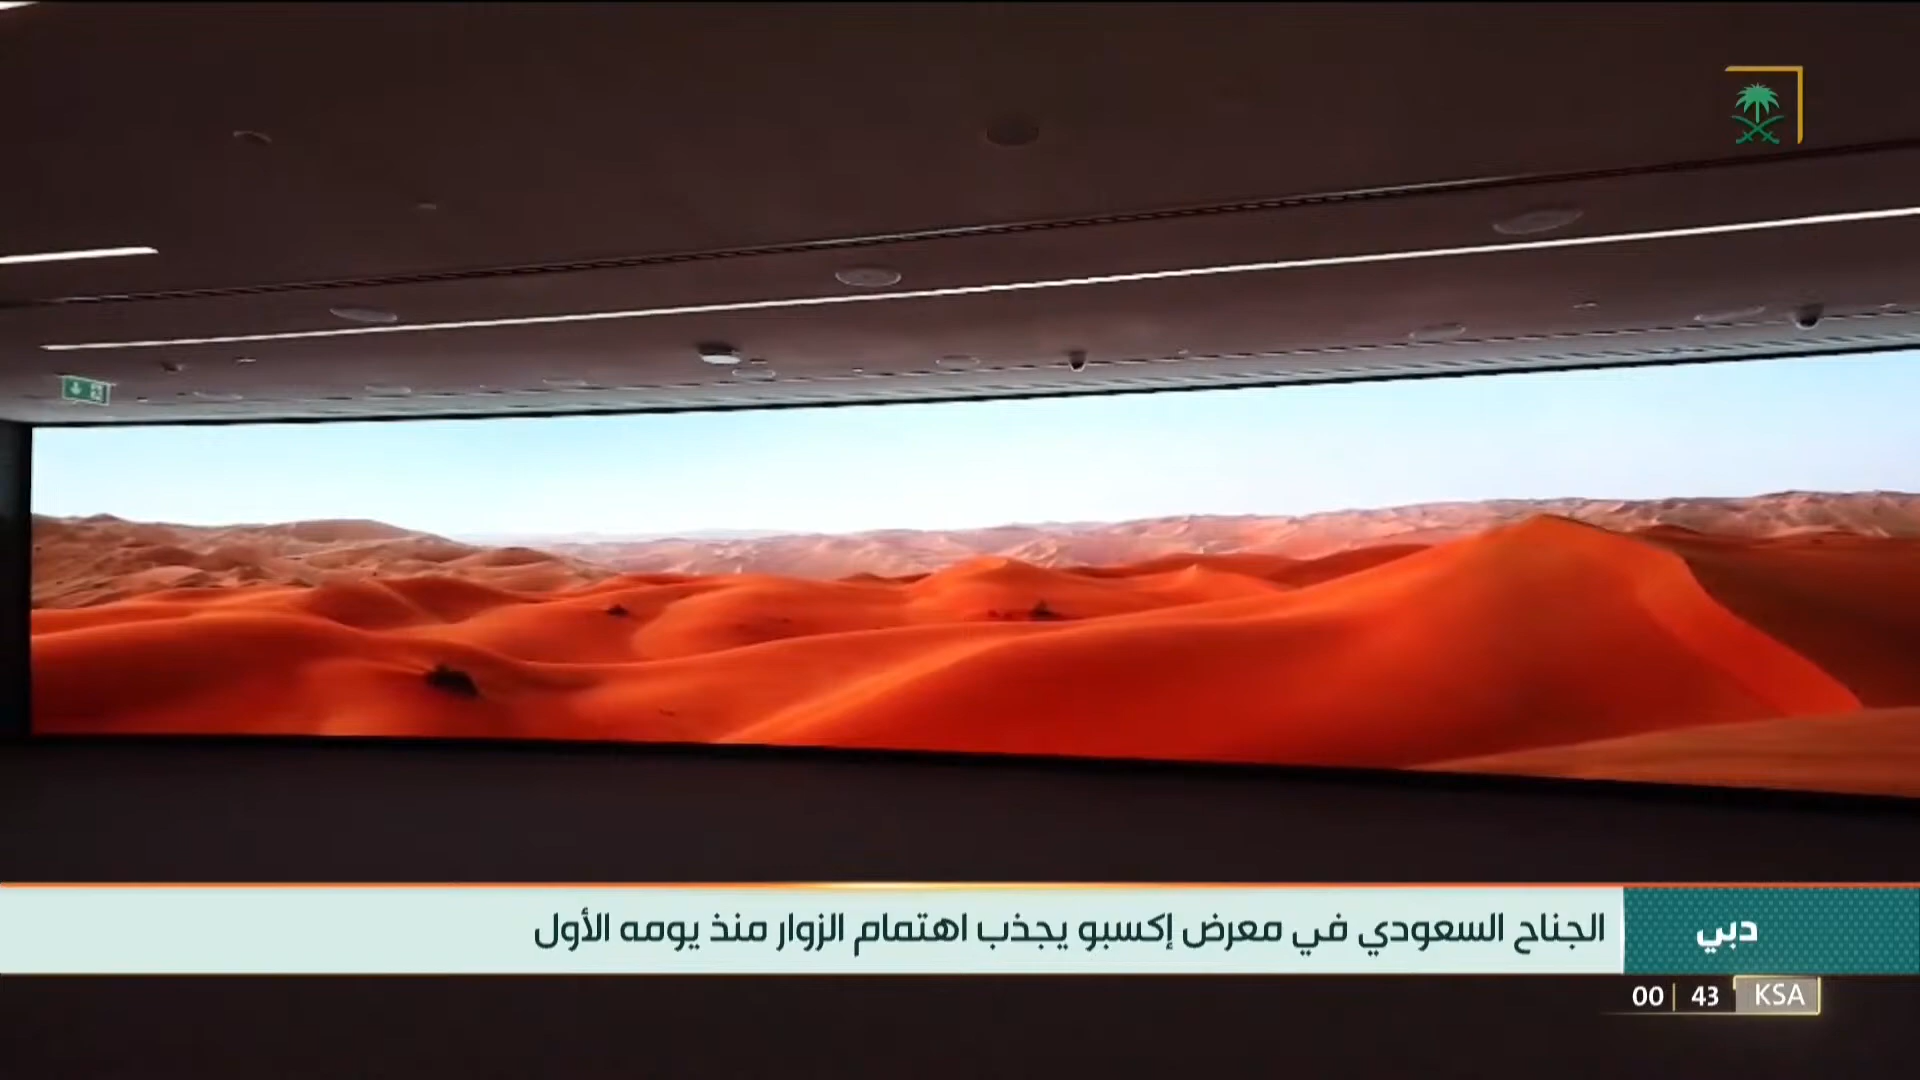 دبي
الجناح السعودي في معرض إكسبو يجذب اهتمام الزوار منذ يومه الأول
00 | 43 KSA